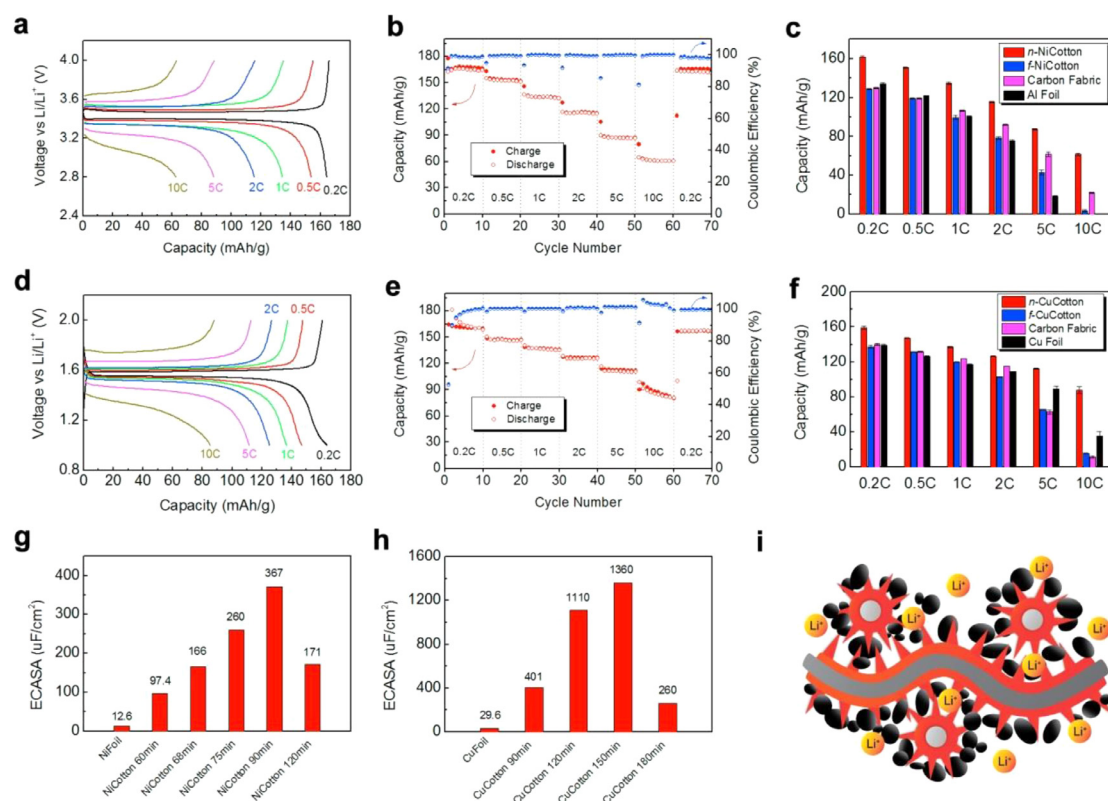 a
4.0
3.6
3.2
2.8
2.4
Voltage vs Li/Li⁺ (V)
10C
5C
2C
1C
0.5C
0.2C
0 20 40 60 80 100 120 140 160 180
Capacity (mAh/g)
b
180
150
120
90
60
30
0
Capacity (mAh/g)
100
80
60
40
20
0
Coulombic Efficiency (%)
Charge
Discharge
0.2C 0.5C 1C 2C 5C 10C 0.2C
0 10 20 30 40 50 60 70
Cycle Number
c
160
120
80
40
0
Capacity (mAh/g)
n-NiCotton
f-NiCotton
Carbon Fabric
Al Foil
0.2C 0.5C 1C 2C 5C 10C
d
2.4
2.0
1.6
1.2
0.8
Voltage vs Li/Li⁺ (V)
2C 0.5C
10C 5C 1C 0.2C
0 20 40 60 80 100 120 140 160 180
Capacity (mAh/g)
e
210
180
150
120
90
60
30
0
Capacity (mAh/g)
100
80
60
40
20
0
Coulombic Efficiency (%)
Charge
Discharge
0.2C 0.5C 1C 2C 5C 10C 0.2C
0 10 20 30 40 50 60 70
Cycle Number
f
200
160
120
80
40
0
Capacity (mAh/g)
n-CuCotton
f-CuCotton
Carbon Fabric
Cu Foil
0.2C 0.5C 1C 2C 5C 10C
g
400
300
200
100
0
ECASA (uF/cm²)
12.6
97.4
166
260
367
171
NiFoil
NiCotton 60min
NiCotton 68min
NiCotton 75min
NiCotton 90min
NiCotton 120min
h
1600
1200
800
400
0
ECASA (uF/cm²)
29.6
401
1110
1360
260
CuFoil
CuCotton 90min
CuCotton 120min
CuCotton 150min
CuCotton 180min
i
Li⁺
Li⁺
Li⁺
Li⁺
Li⁺
Li⁺
Li⁺
Li⁺
Li⁺
Li⁺
Li⁺